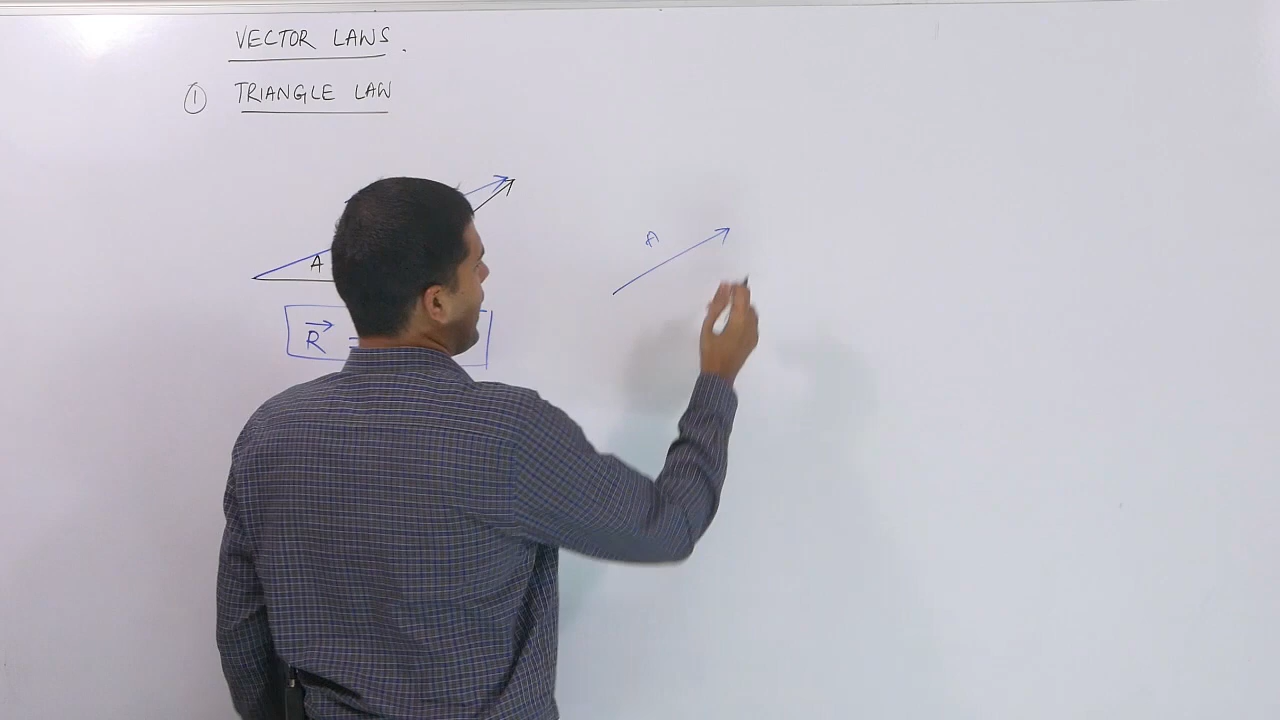 VECTOR LAWS.
① TRIANGLE LAW
A
A
R =